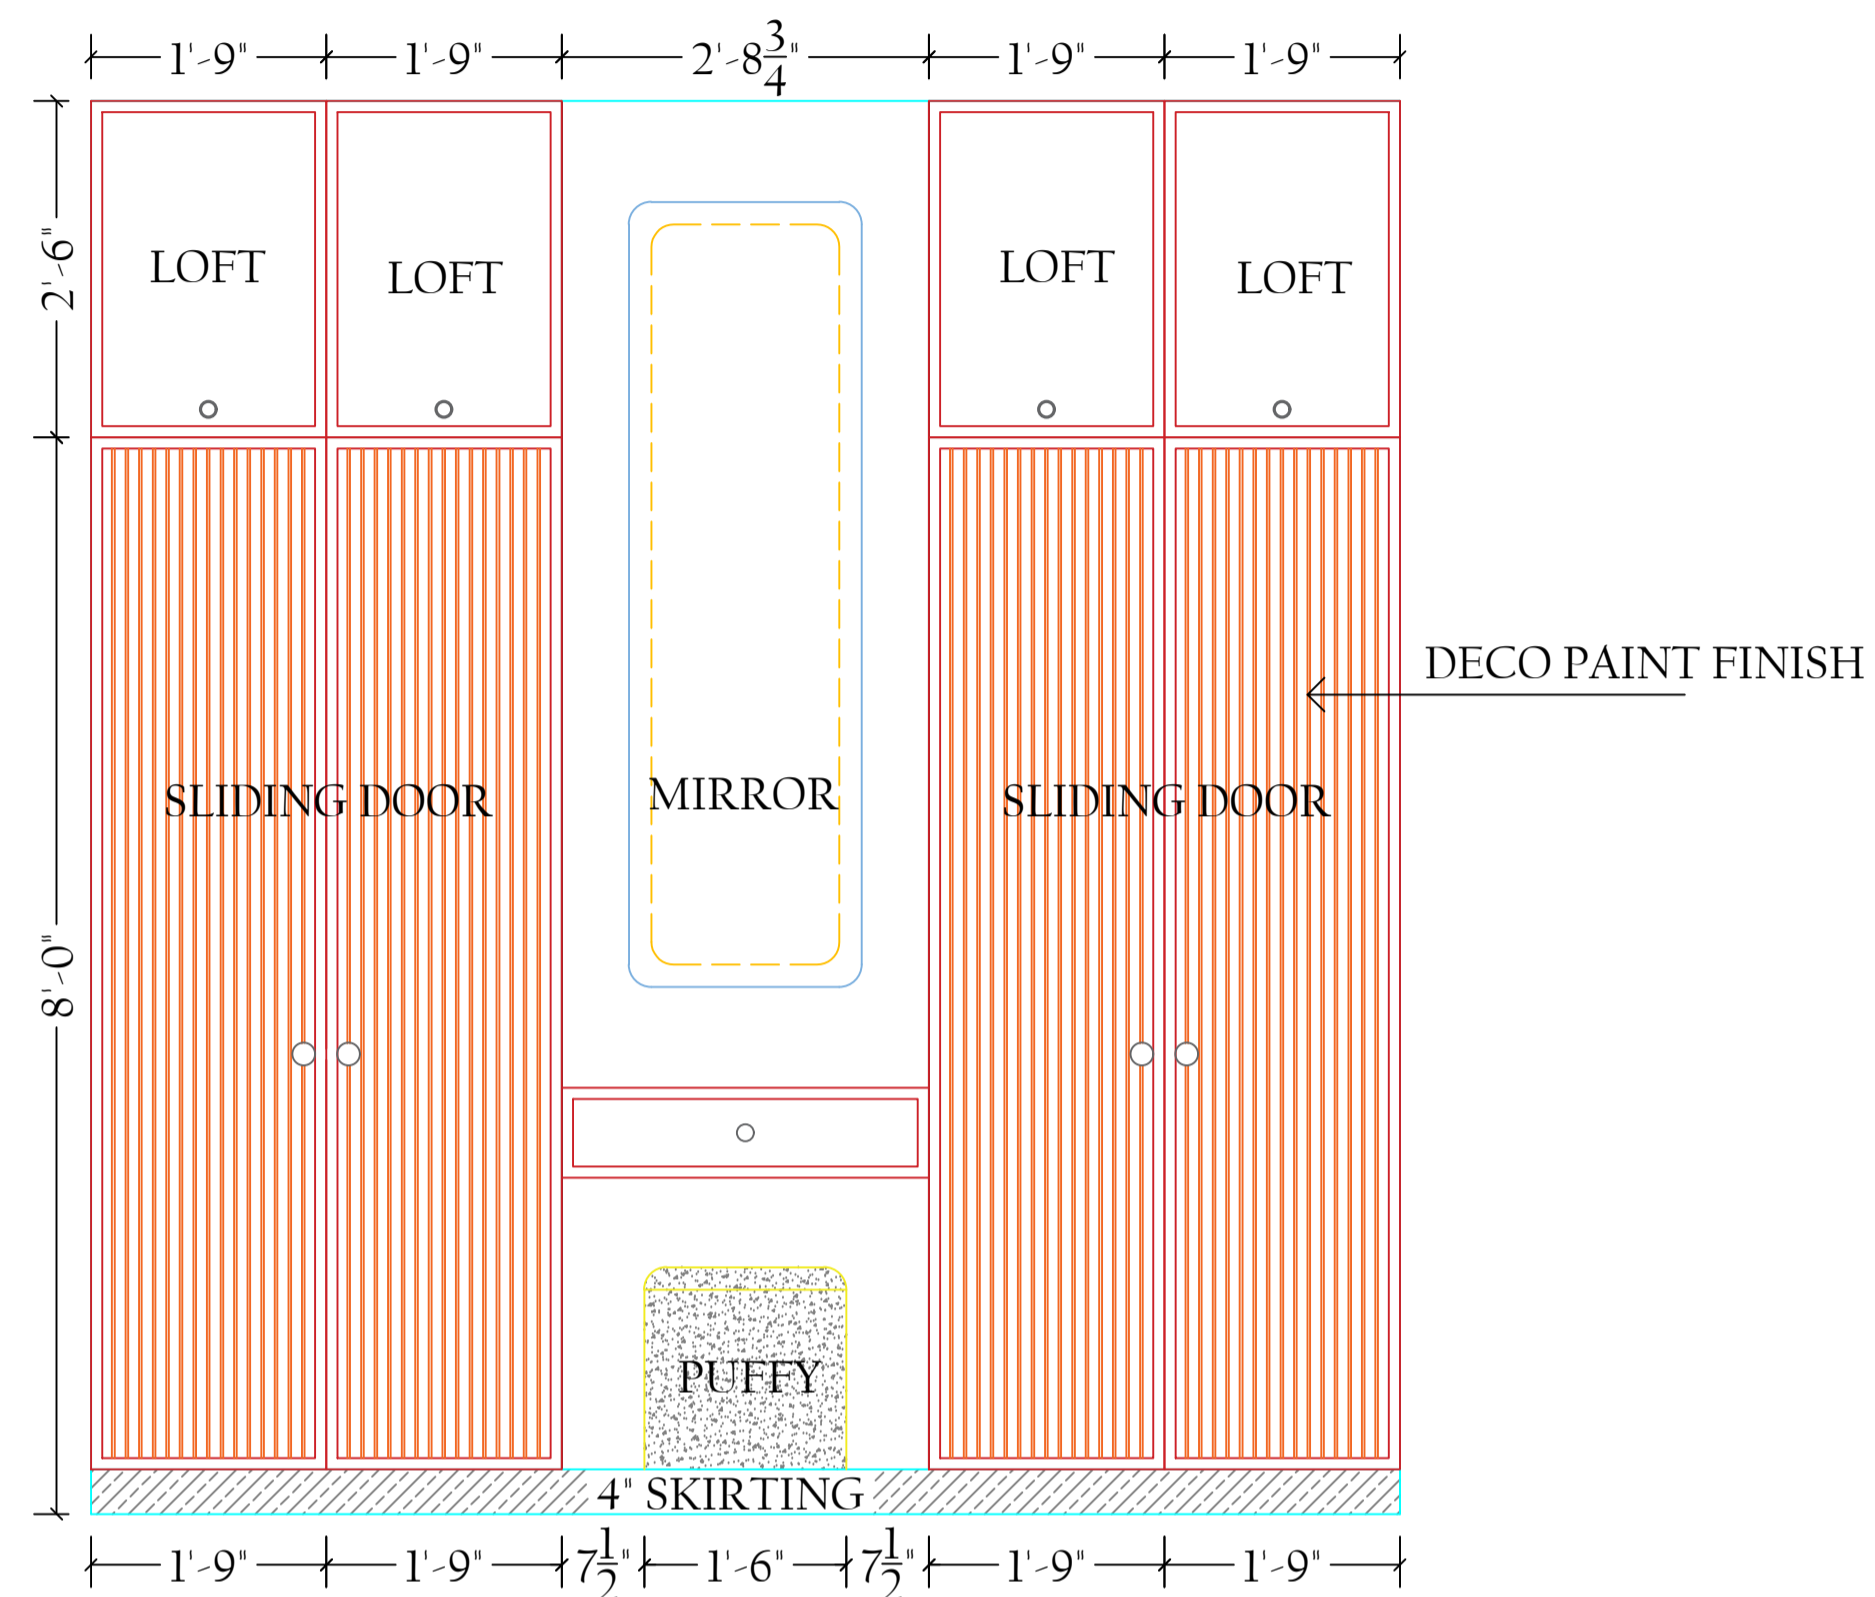 1'-9" 1'-9" 2'-8 3/4" 1'-9" 1'-9"
2'-6"
LOFT LOFT LOFT LOFT
DECO PAINT FINISH
SLIDING DOOR MIRROR SLIDING DOOR
8'-0"
PUFFY
4" SKIRTING
1'-9" 1'-9" 7 1/2" 1'-6" 7 1/2" 1'-9" 1'-9"